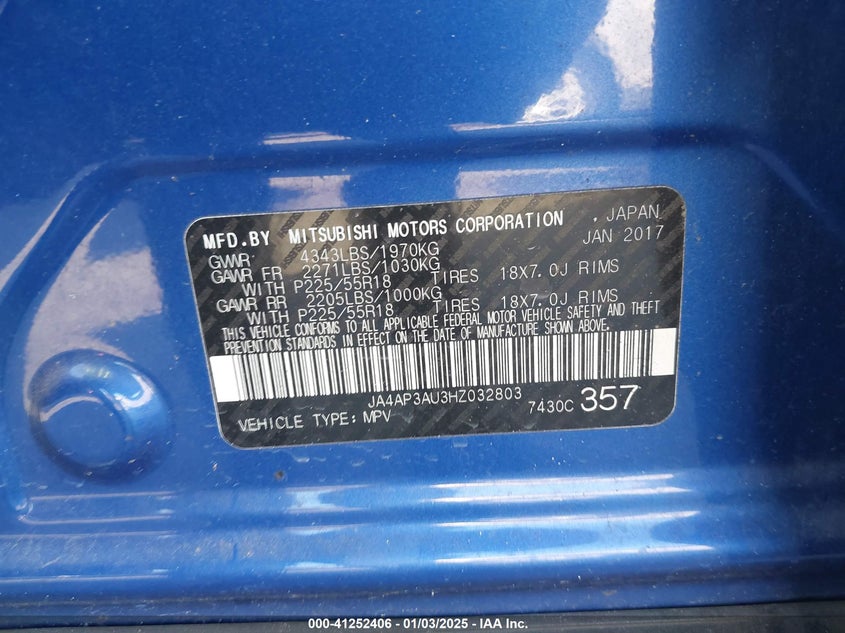 MFD.BY MITSUBISHI MOTORS CORPORATION , JAPAN
GVWR: 4343LBS/1970KG JAN 2017
GAWR FR 2271LBS/1030KG
WITH P225/55R18 TIRES 18X7.0J RIMS
GAWR RR 2205LBS/1000KG
WITH P225/55R18 TIRES 18X7.0J RIMS
THIS VEHICLE CONFORMS TO ALL APPLICABLE FEDERAL MOTOR VEHICLE SAFETY AND THEFT
PREVENTION STANDARDS IN EFFECT ON THE DATE OF MANUFACTURE SHOWN ABOVE.
JA4AP3AU3HZ032803
VEHICLE TYPE: MPV 7430C 357
000-41252406 - 01/03/2025 - IAA Inc.